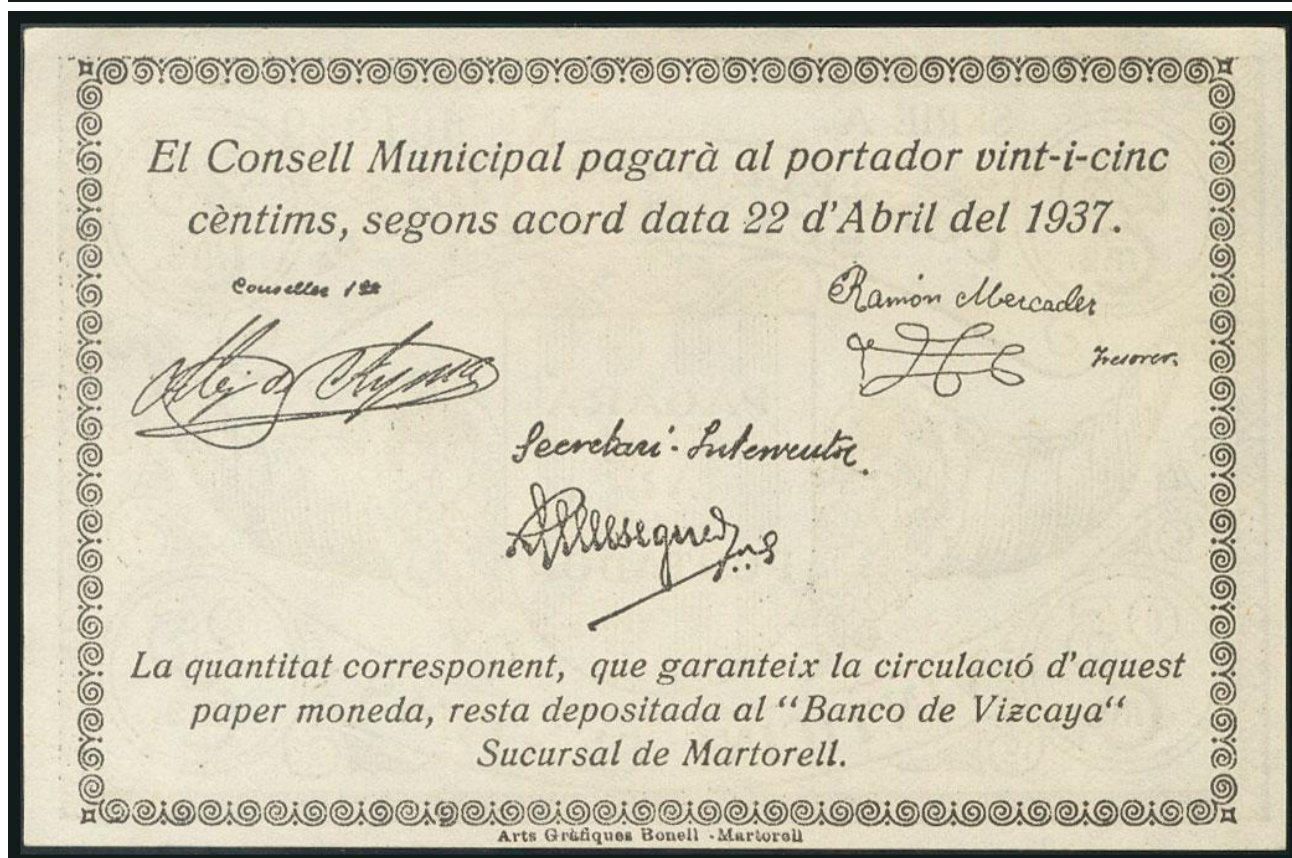 El Consell Municipal pagarà al portador vint-i-cinc
cèntims, segons acord data 22 d'Abril del 1937.
Conseller 1er
Ramón Mercader
Tresorer.
Secretari-Interventor.
La quantitat corresponent, que garanteix la circulació d'aquest
paper moneda, resta depositada al “Banco de Vizcaya“
Sucursal de Martorell.
Arts Gràfiques Bonell - Martorell